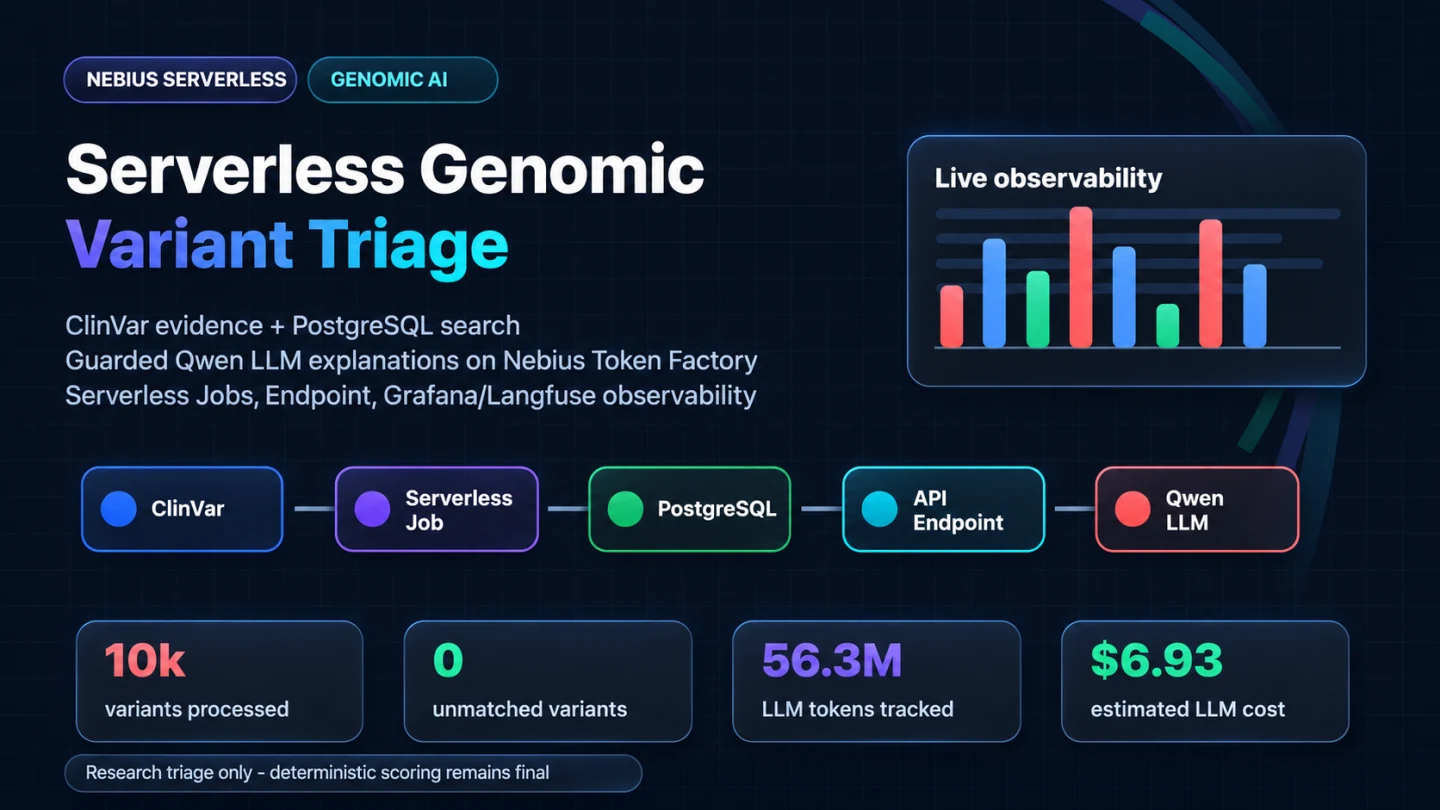 NEBIUS SERVERLESS
GENOMIC AI
Serverless Genomic
Variant Triage
ClinVar evidence + PostgreSQL search
Guarded Qwen LLM explanations on Nebius Token Factory
Serverless Jobs, Endpoint, Grafana/Langfuse observability
Live observability
ClinVar
Serverless
Job
PostgreSQL
API
Endpoint
Qwen
LLM
10k
variants processed
0
unmatched variants
56.3M
LLM tokens tracked
$6.93
estimated LLM cost
Research triage only - deterministic scoring remains final